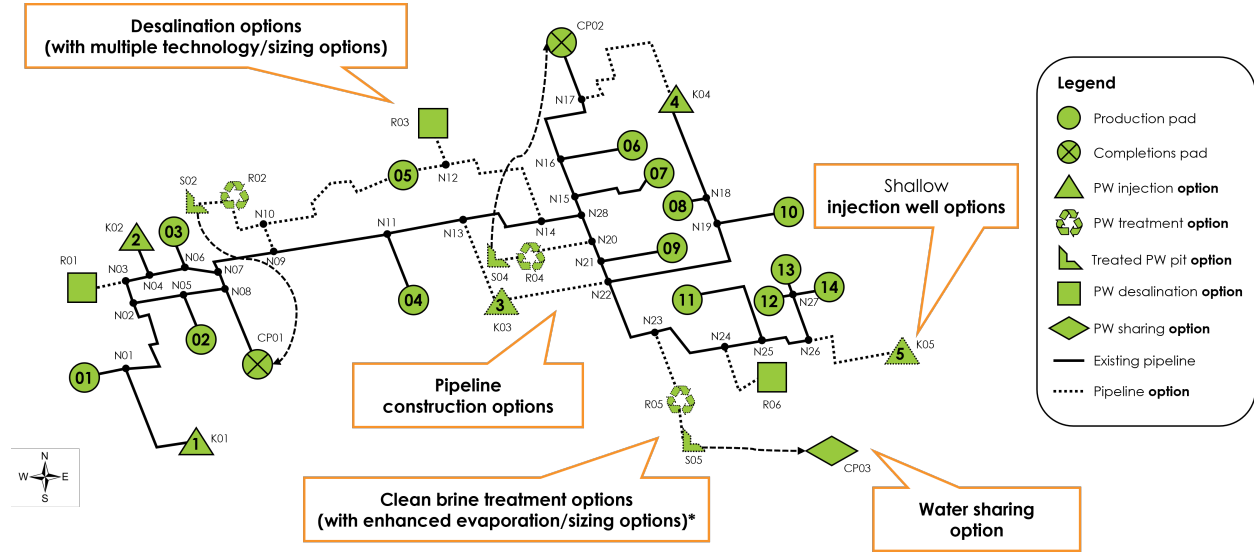 Desalination options
(with multiple technology/sizing options)
CP02
Legend
Production pad
Completions pad
PW injection option
PW treatment option
Treated PW pit option
PW desalination option
PW sharing option
Existing pipeline
Pipeline option
N17
4
K04
R03
N12
05
N16
06
07
N15
N18
08
N19
10
Shallow
injection well options
S02
R02
N10
N11
N13
N14
N28
N20
N21
09
S04
R04
N22
K02
2
03
N06
N07
N09
R01
N03
N04
N05
N08
N02
02
CP01
04
3
K03
11
13
12
14
N27
N23
N24
N25
N26
5
K05
N01
01
1
K01
Pipeline
construction options
R05
R06
S05
CP03
N
W
E
S
Clean brine treatment options
(with enhanced evaporation/sizing options)*
Water sharing
option